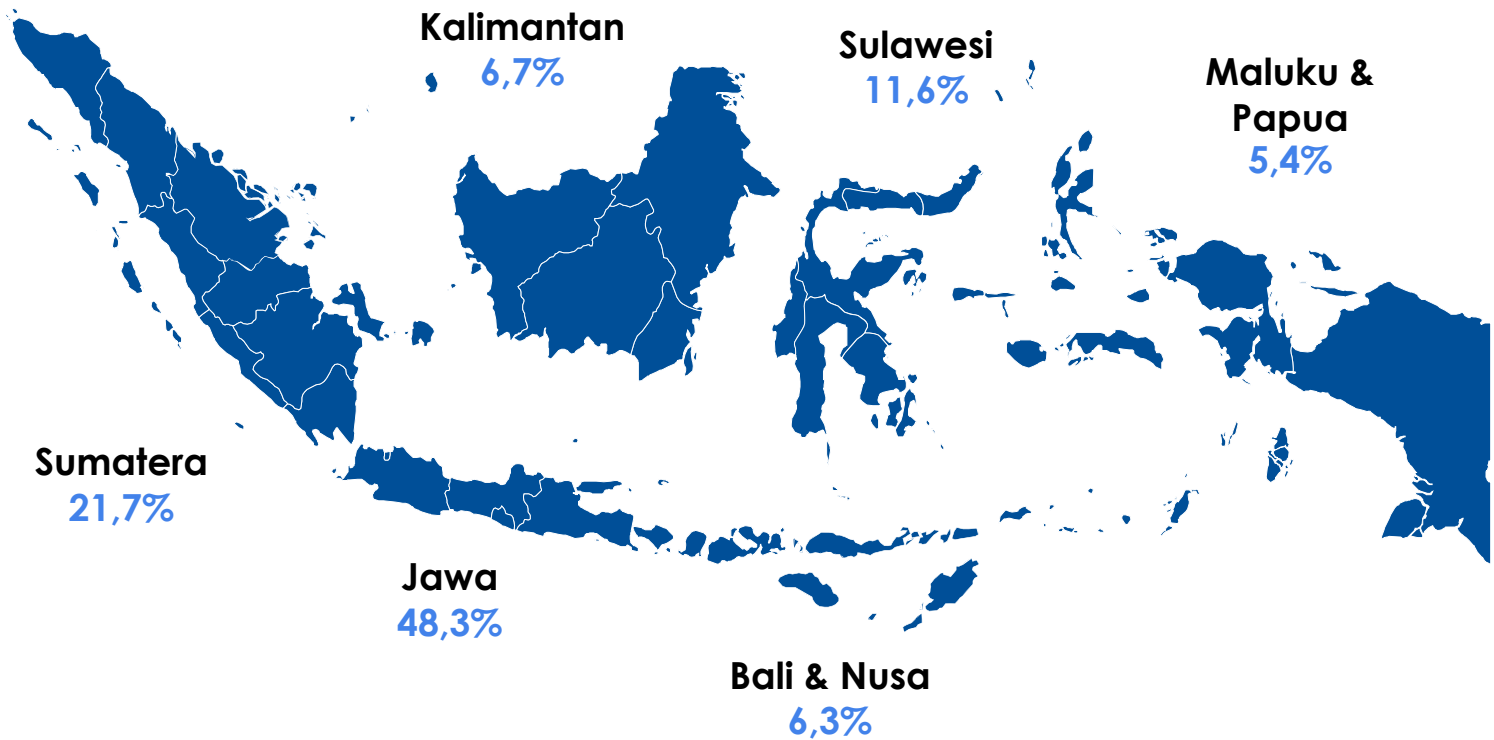 Kalimantan
6,7%
Sulawesi
11,6%
Maluku &
Papua
5,4%
Sumatera
21,7%
Jawa
48,3%
Bali & Nusa
6,3%